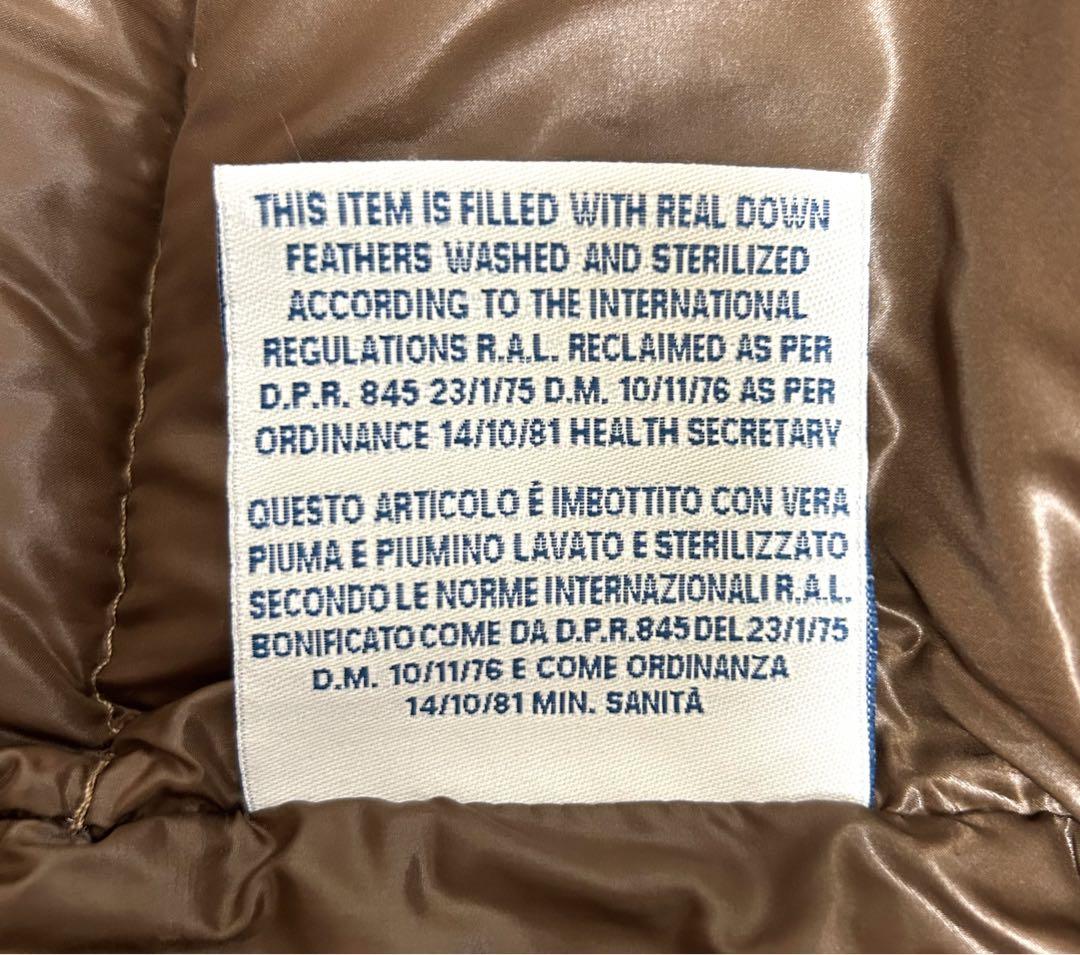 THIS ITEM IS FILLED WITH REAL DOWN
FEATHERS WASHED AND STERILIZED
ACCORDING TO THE INTERNATIONAL
REGULATIONS R.A.L. RECLAIMED AS PER
D.P.R. 845 23/1/75 D.M. 10/11/76 AS PER
ORDINANCE 14/10/81 HEALTH SECRETARY
QUESTO ARTICOLO É IMBOTTITO CON VERA
PIUMA E PIUMINO LAVATO E STERILIZZATO
SECONDO LE NORME INTERNAZIONALI R.A.L.
BONIFICATO COME DA D.P.R.845 DEL 23/1/75
D.M. 10/11/76 E COME ORDINANZA
14/10/81 MIN. SANITÀ